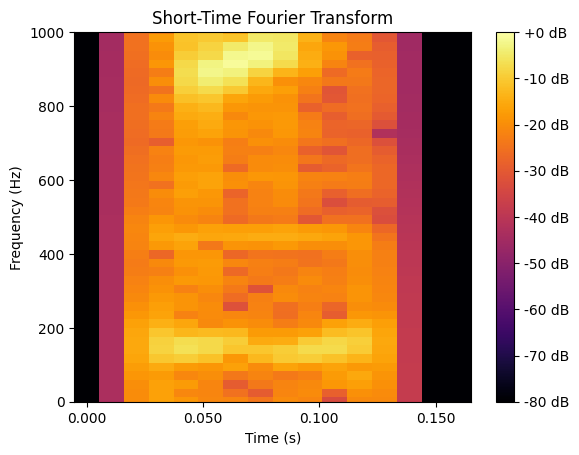 Short-Time Fourier Transform
1000
800
600
400
200
0
Frequency (Hz)
0.000
0.050
0.100
0.150
Time (s)
+0 dB
-10 dB
-20 dB
-30 dB
-40 dB
-50 dB
-60 dB
-70 dB
-80 dB